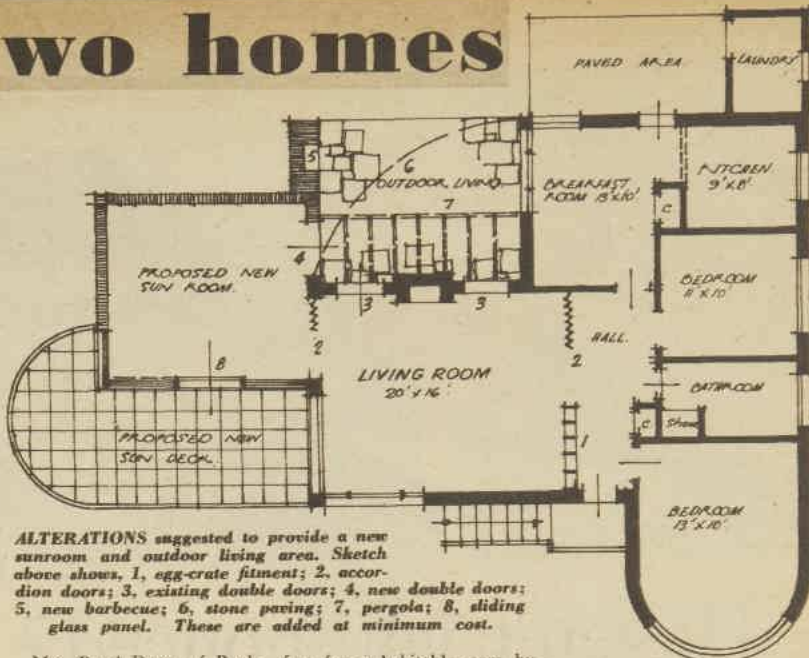 wo homes
PAVED AREA
LAUNDRY
5
6
OUTDOOR LIVING
7
BREAKFAST
ROOM 13'x10'
KITCHEN
9'x8'
C
4
PROPOSED NEW
SUN ROOM.
3
3
BEDROOM
11'x10'
2
HALL.
2
LIVING ROOM
20'x16'
8
BATHROOM
C
Show
1
PROPOSED NEW
SUN DECK
BEDROOM
ALTERATIONS suggested to provide a new
sunroom and outdoor living area. Sketch
above shows, 1, egg-crate fitment; 2, accor-
dion doors; 3, existing double doors; 4, new double doors;
5, new barbecue; 6, stone paving; 7, pergola; 8, sliding
glass panel. These are added at minimum cost.